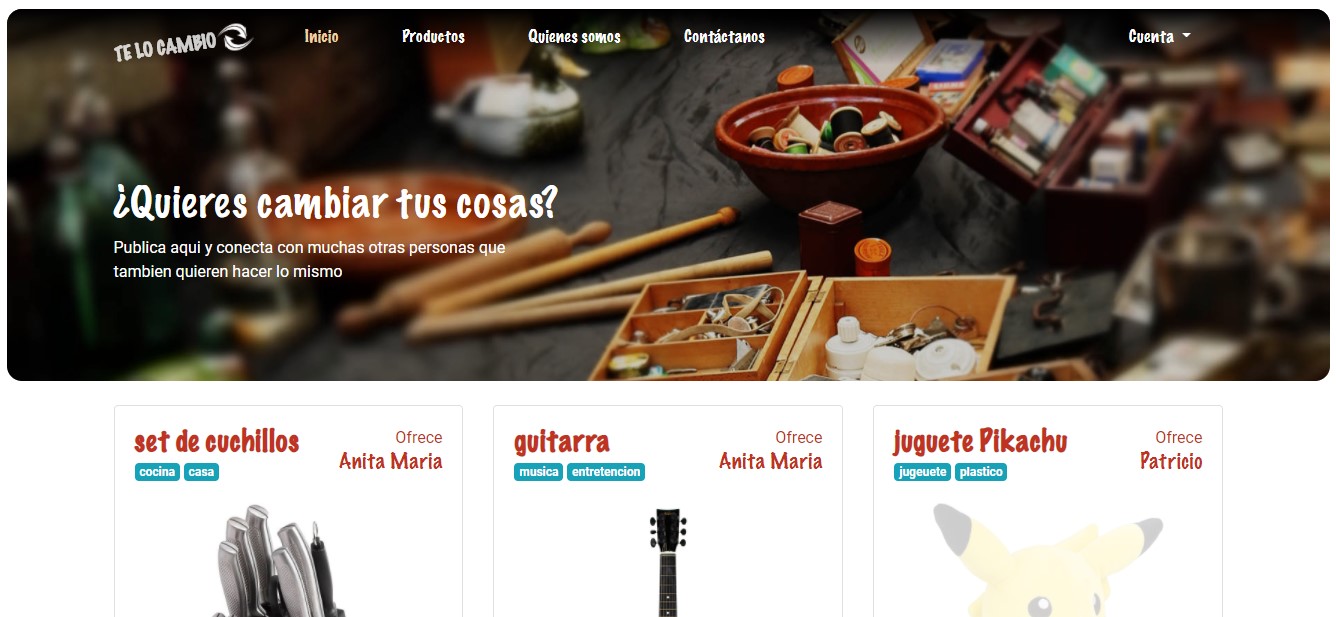 TE LO CAMBIO
Inicio
Productos
Quienes somos
Contáctanos
Cuenta
¿Quieres cambiar tus cosas?
Publica aqui y conecta con muchas otras personas que
tambien quieren hacer lo mismo
set de cuchillos
cocina casa
Ofrece
Anita Maria
guitarra
musica entretencion
Ofrece
Anita Maria
juguete Pikachu
jugeuete plastico
Ofrece
Patricio